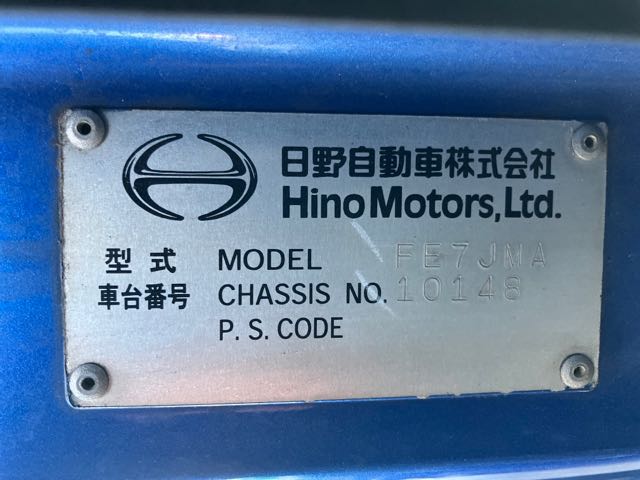 日野自動車株式会社
Hino Motors, Ltd.
型式 MODEL FE7JMA
車台番号 CHASSIS NO. 10148
P. S. CODE